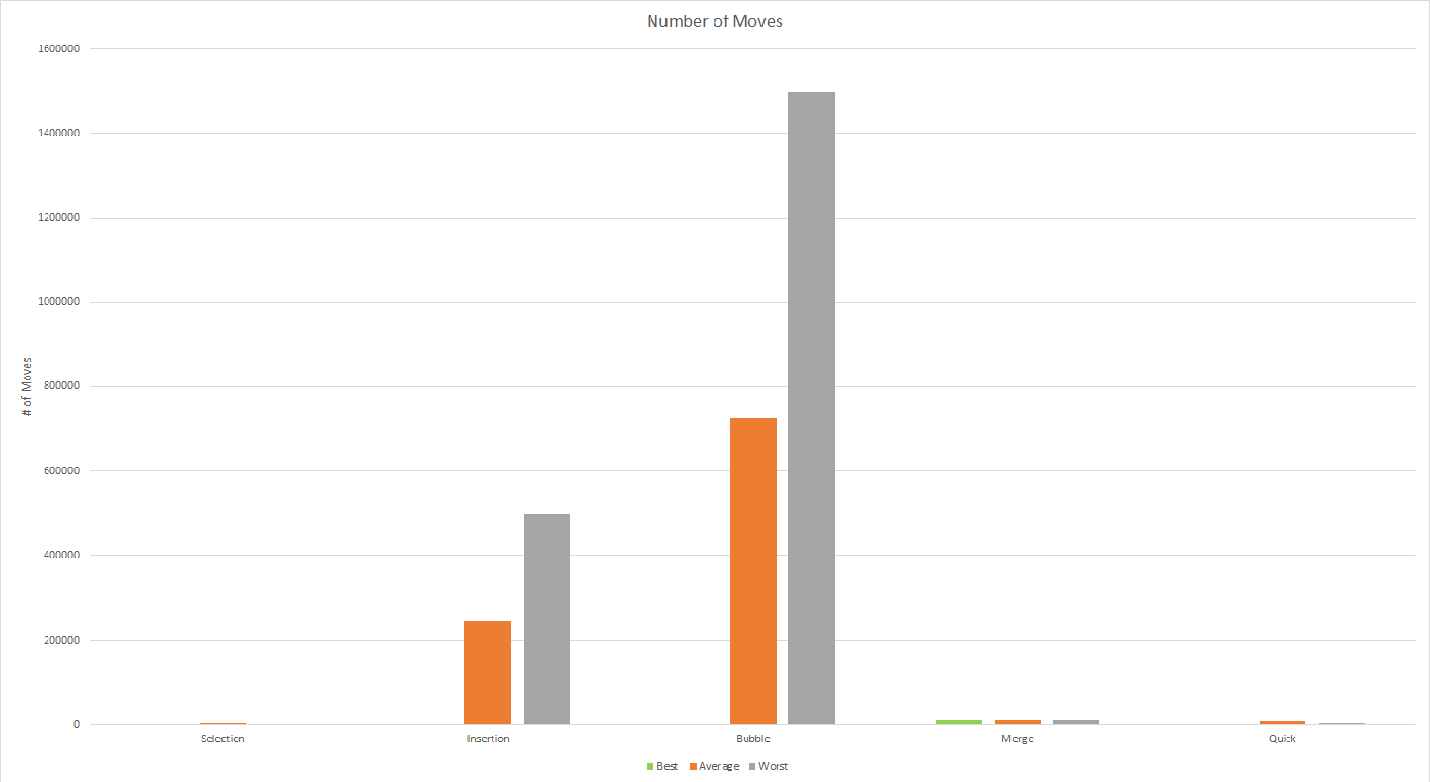 Number of Moves
1600000
1400000
1200000
1000000
800000
600000
400000
200000
0
# of Moves
Selection
Insertion
Bubble
Merge
Quick
Best Average Worst